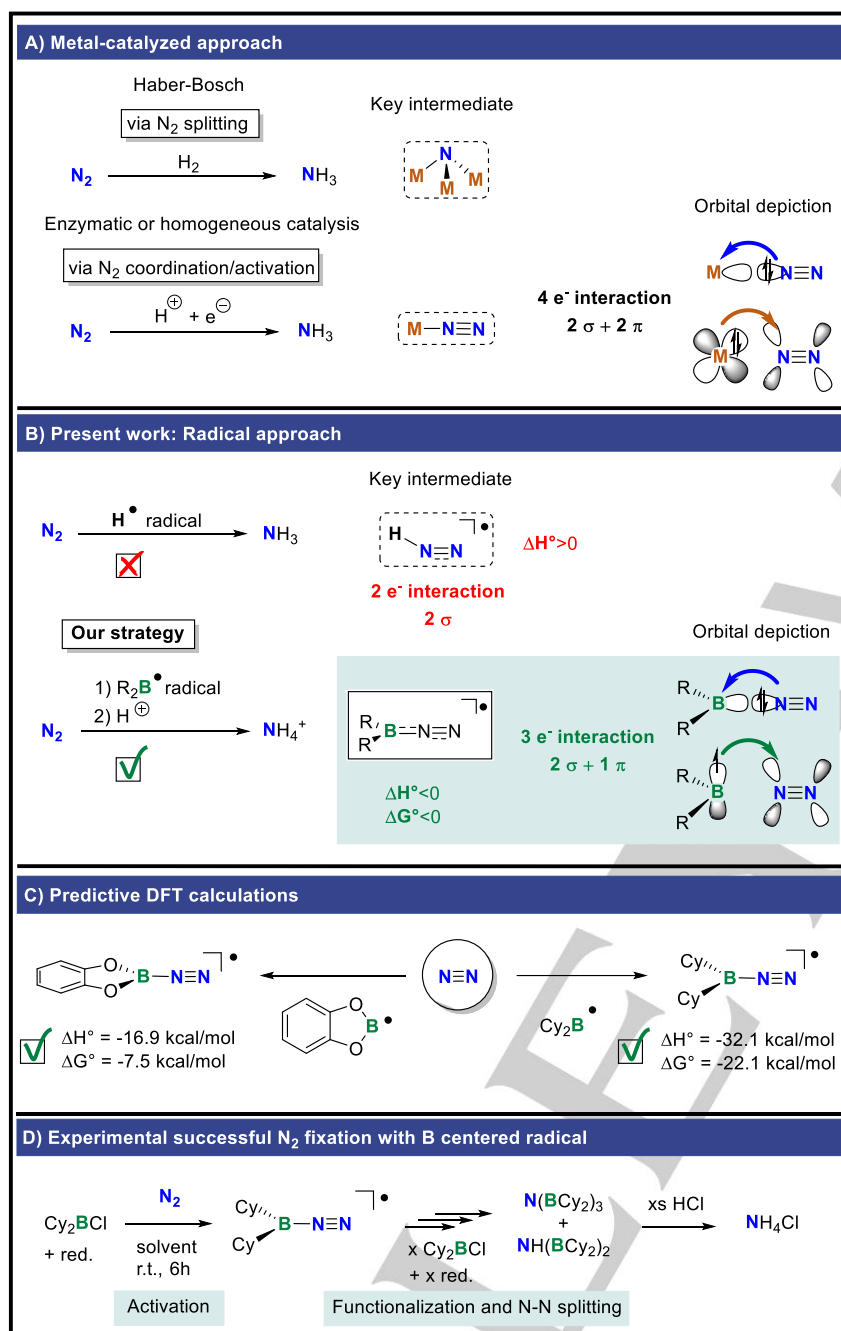 A) Metal-catalyzed approach
Haber-Bosch
via N₂ splitting
Key intermediate
N₂ H₂ NH₃
N
M M M
Enzymatic or homogeneous catalysis
via N₂ coordination/activation
N₂ H⊕ + e⊖ NH₃
M—N≡N
4 e⁻ interaction
2 σ + 2 π
Orbital depiction
M N≡N
M N≡N
B) Present work: Radical approach
Key intermediate
N₂ H• radical NH₃
H N=N •
ΔH°>0
2 e⁻ interaction
2 σ
Our strategy
1) R₂B• radical
2) H⊕
N₂ NH₄⁺
R
R B=N=N •
ΔH°<0
ΔG°<0
3 e⁻ interaction
2 σ + 1 π
Orbital depiction
R
B N≡N
R
R
B N=N
R
C) Predictive DFT calculations
O
B—N≡N •
O
ΔH° = -16.9 kcal/mol
ΔG° = -7.5 kcal/mol
O
B•
O
N≡N
Cy₂B•
Cy
B—N≡N •
Cy
ΔH° = -32.1 kcal/mol
ΔG° = -22.1 kcal/mol
D) Experimental successful N₂ fixation with B centered radical
Cy₂BCl
+ red.
N₂
solvent
r.t., 6h
Cy
B—N≡N •
Cy
x Cy₂BCl
+ x red.
N(BCy₂)₃
+
NH(BCy₂)₂
xs HCl
NH₄Cl
Activation
Functionalization and N-N splitting